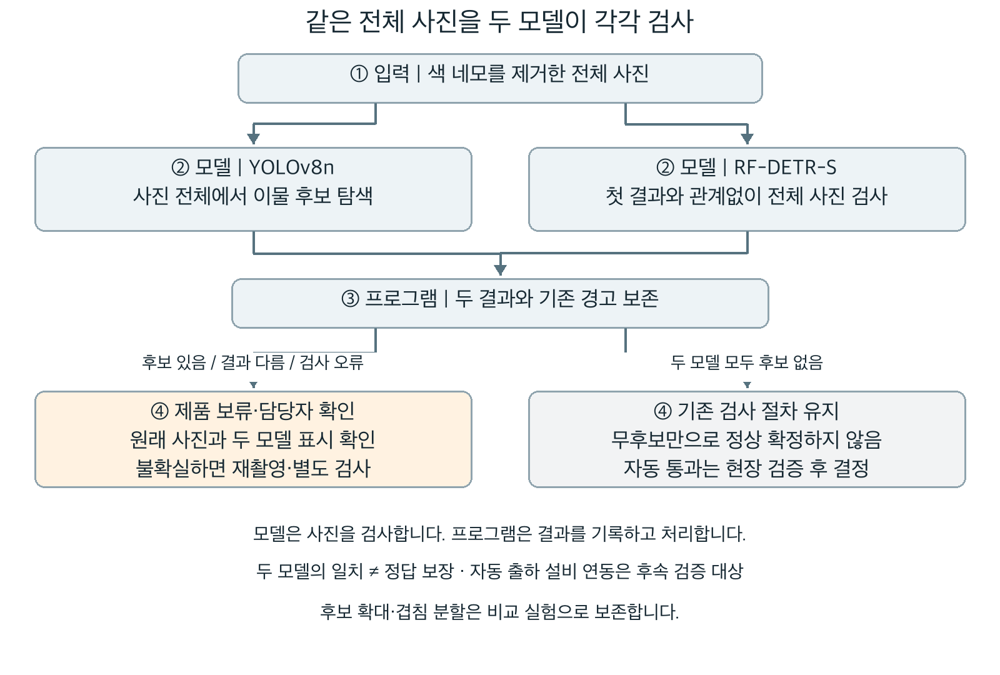 같은 전체 사진을 두 모델이 각각 검사
① 입력 | 색 네모를 제거한 전체 사진
② 모델 | YOLOv8n
사진 전체에서 이물 후보 탐색
② 모델 | RF-DETR-S
첫 결과와 관계없이 전체 사진 검사
③ 프로그램 | 두 결과와 기존 경고 보존
후보 있음 / 결과 다름 / 검사 오류
두 모델 모두 후보 없음
④ 제품 보류·담당자 확인
원래 사진과 두 모델 표시 확인
불확실하면 재촬영·별도 검사
④ 기존 검사 절차 유지
무후보만으로 정상 확정하지 않음
자동 통과는 현장 검증 후 결정
모델은 사진을 검사합니다. 프로그램은 결과를 기록하고 처리합니다.
두 모델의 일치 ≠ 정답 보장 · 자동 출하 설비 연동은 후속 검증 대상
후보 확대·겹침 분할은 비교 실험으로 보존합니다.